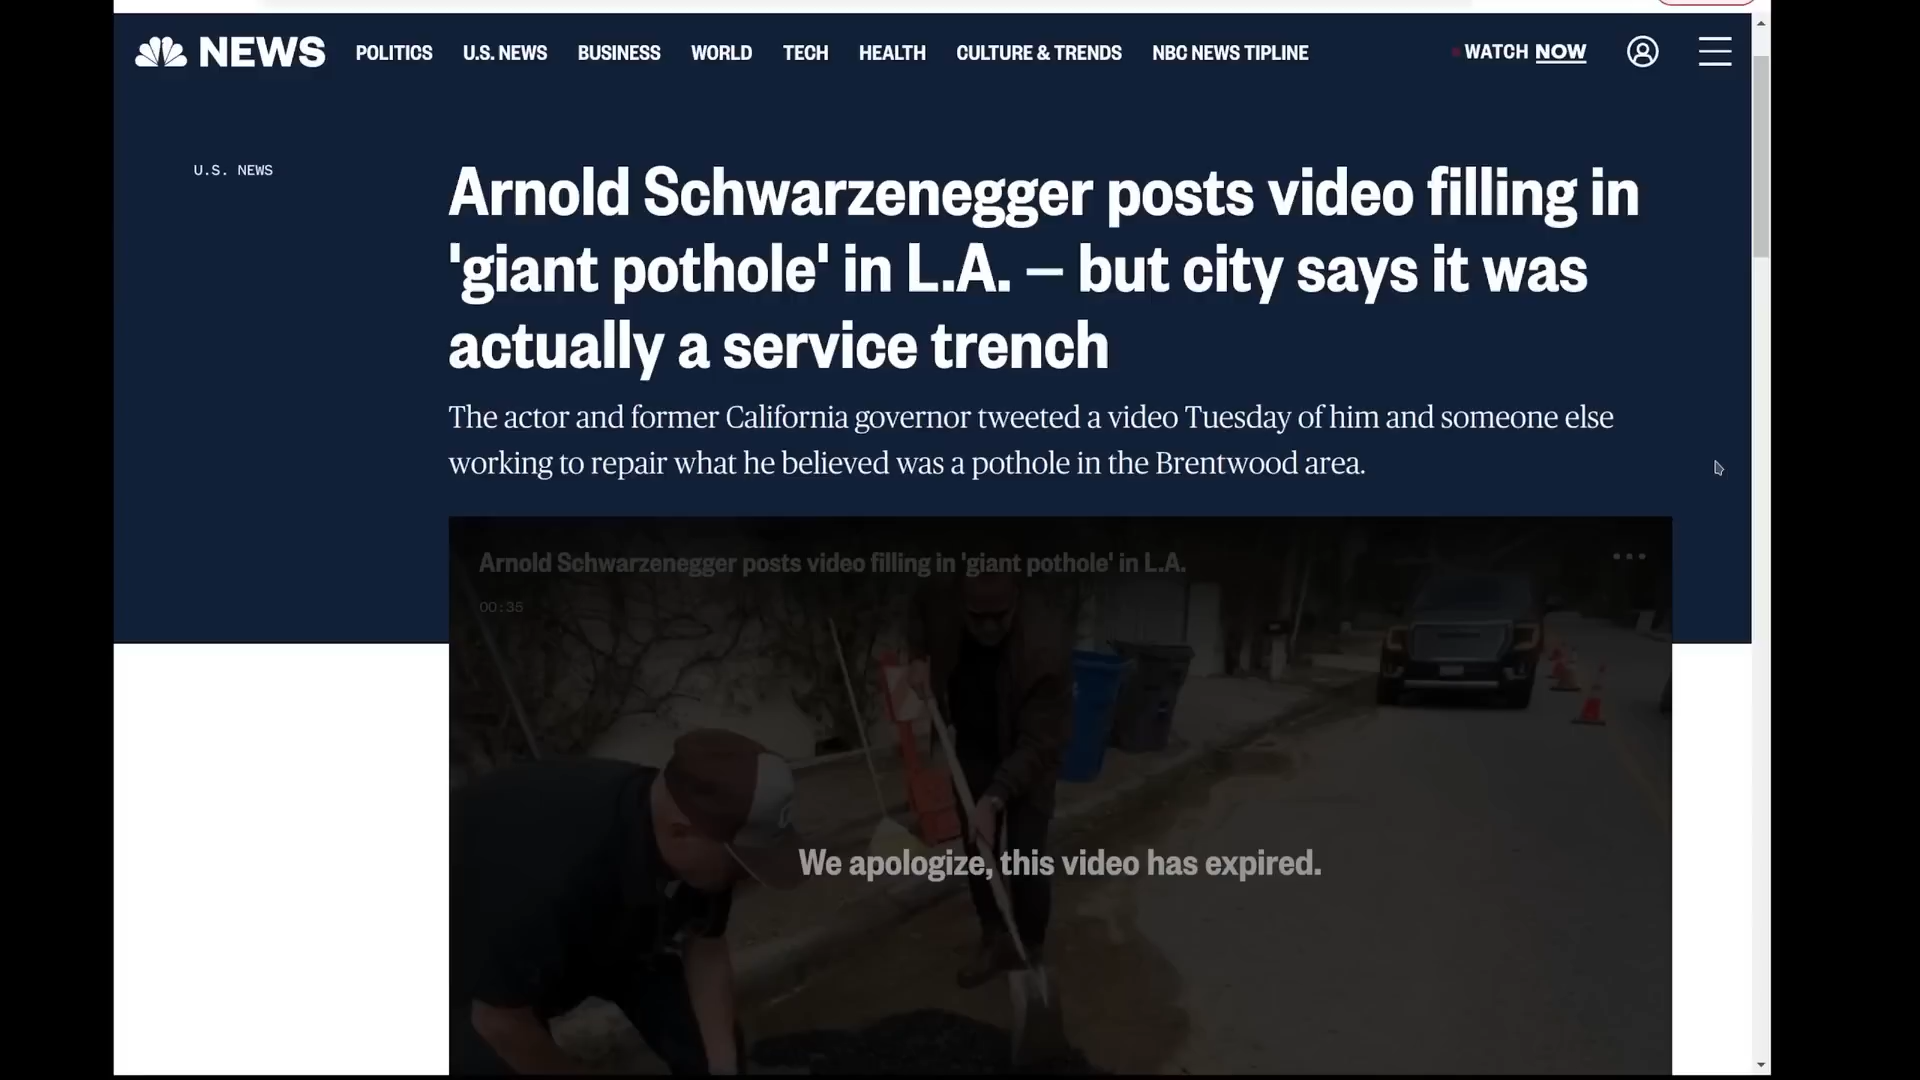 NEWS POLITICS U.S. NEWS BUSINESS WORLD TECH HEALTH CULTURE & TRENDS NBC NEWS TIPLINE WATCH NOW
U.S. NEWS
Arnold Schwarzenegger posts video filling in
'giant pothole' in L.A. — but city says it was
actually a service trench
The actor and former California governor tweeted a video Tuesday of him and someone else
working to repair what he believed was a pothole in the Brentwood area.
Arnold Schwarzenegger posts video filling in 'giant pothole' in L.A.
00:35
We apologize, this video has expired.